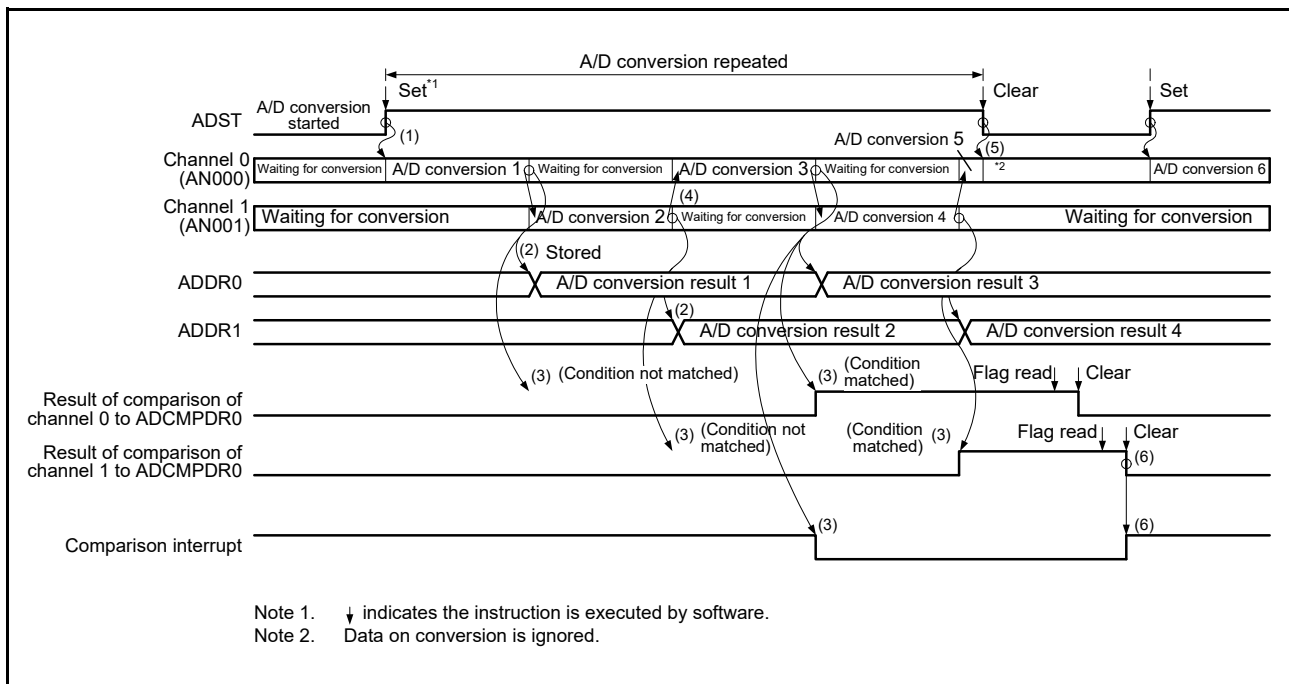 A/D conversion repeated
Set*1
Clear
Set
ADST
A/D conversion
started
(1)
A/D conversion 5
(5)
Channel 0
(AN000)
Waiting for conversion
A/D conversion 1
Waiting for conversion
A/D conversion 3
Waiting for conversion
*2
A/D conversion 6
(4)
Channel 1
(AN001)
Waiting for conversion
A/D conversion 2
Waiting for conversion
A/D conversion 4
Waiting for conversion
(2) Stored
ADDR0
A/D conversion result 1
A/D conversion result 3
(2)
ADDR1
A/D conversion result 2
A/D conversion result 4
(3) (Condition not matched)
(3) (Condition
matched)
Flag read
Clear
Result of comparison of
channel 0 to ADCMPDR0
(3) (Condition not
matched)
(Condition (3)
matched)
Flag read
Clear
Result of comparison of
channel 1 to ADCMPDR0
(6)
(3)
(6)
Comparison interrupt
Note 1. ↓ indicates the instruction is executed by software.
Note 2. Data on conversion is ignored.